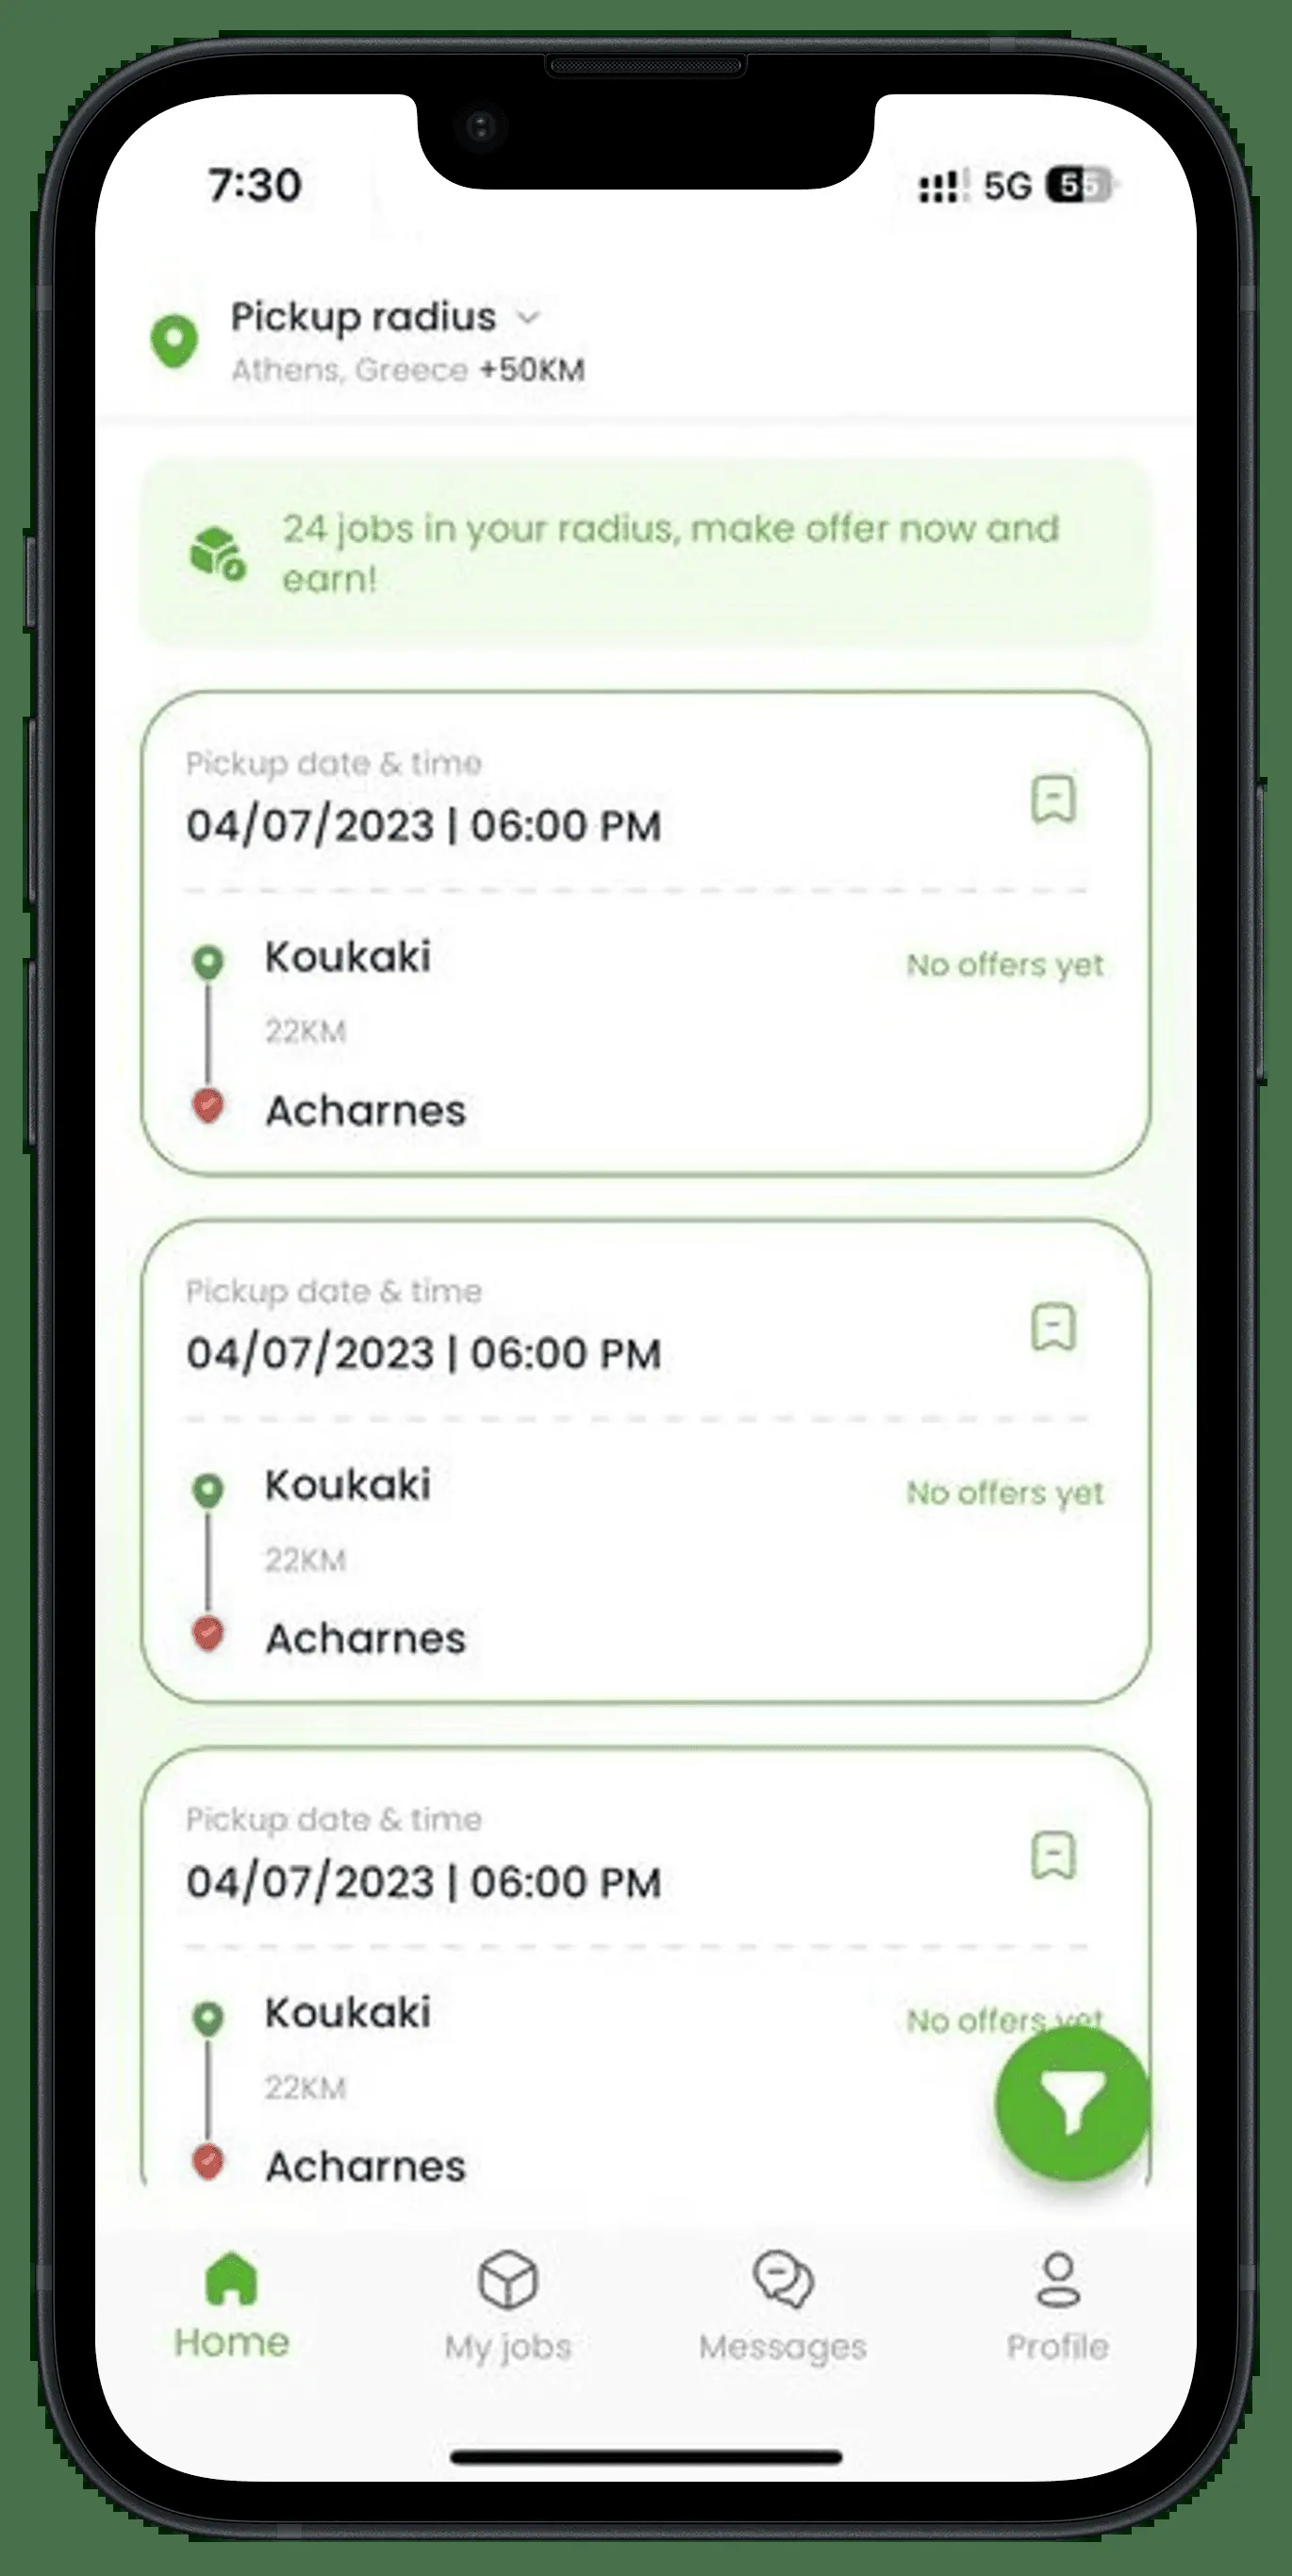 7:30
5G 55
Pickup radius
Athens, Greece +50KM
24 jobs in your radius, make offer now and
earn!
Pickup date & time
04/07/2023 | 06:00 PM
Koukaki
No offers yet
22KM
Acharnes
Pickup date & time
04/07/2023 | 06:00 PM
Koukaki
No offers yet
22KM
Acharnes
Pickup date & time
04/07/2023 | 06:00 PM
Koukaki
No offers yet
22KM
Acharnes
Home
My jobs
Messages
Profile